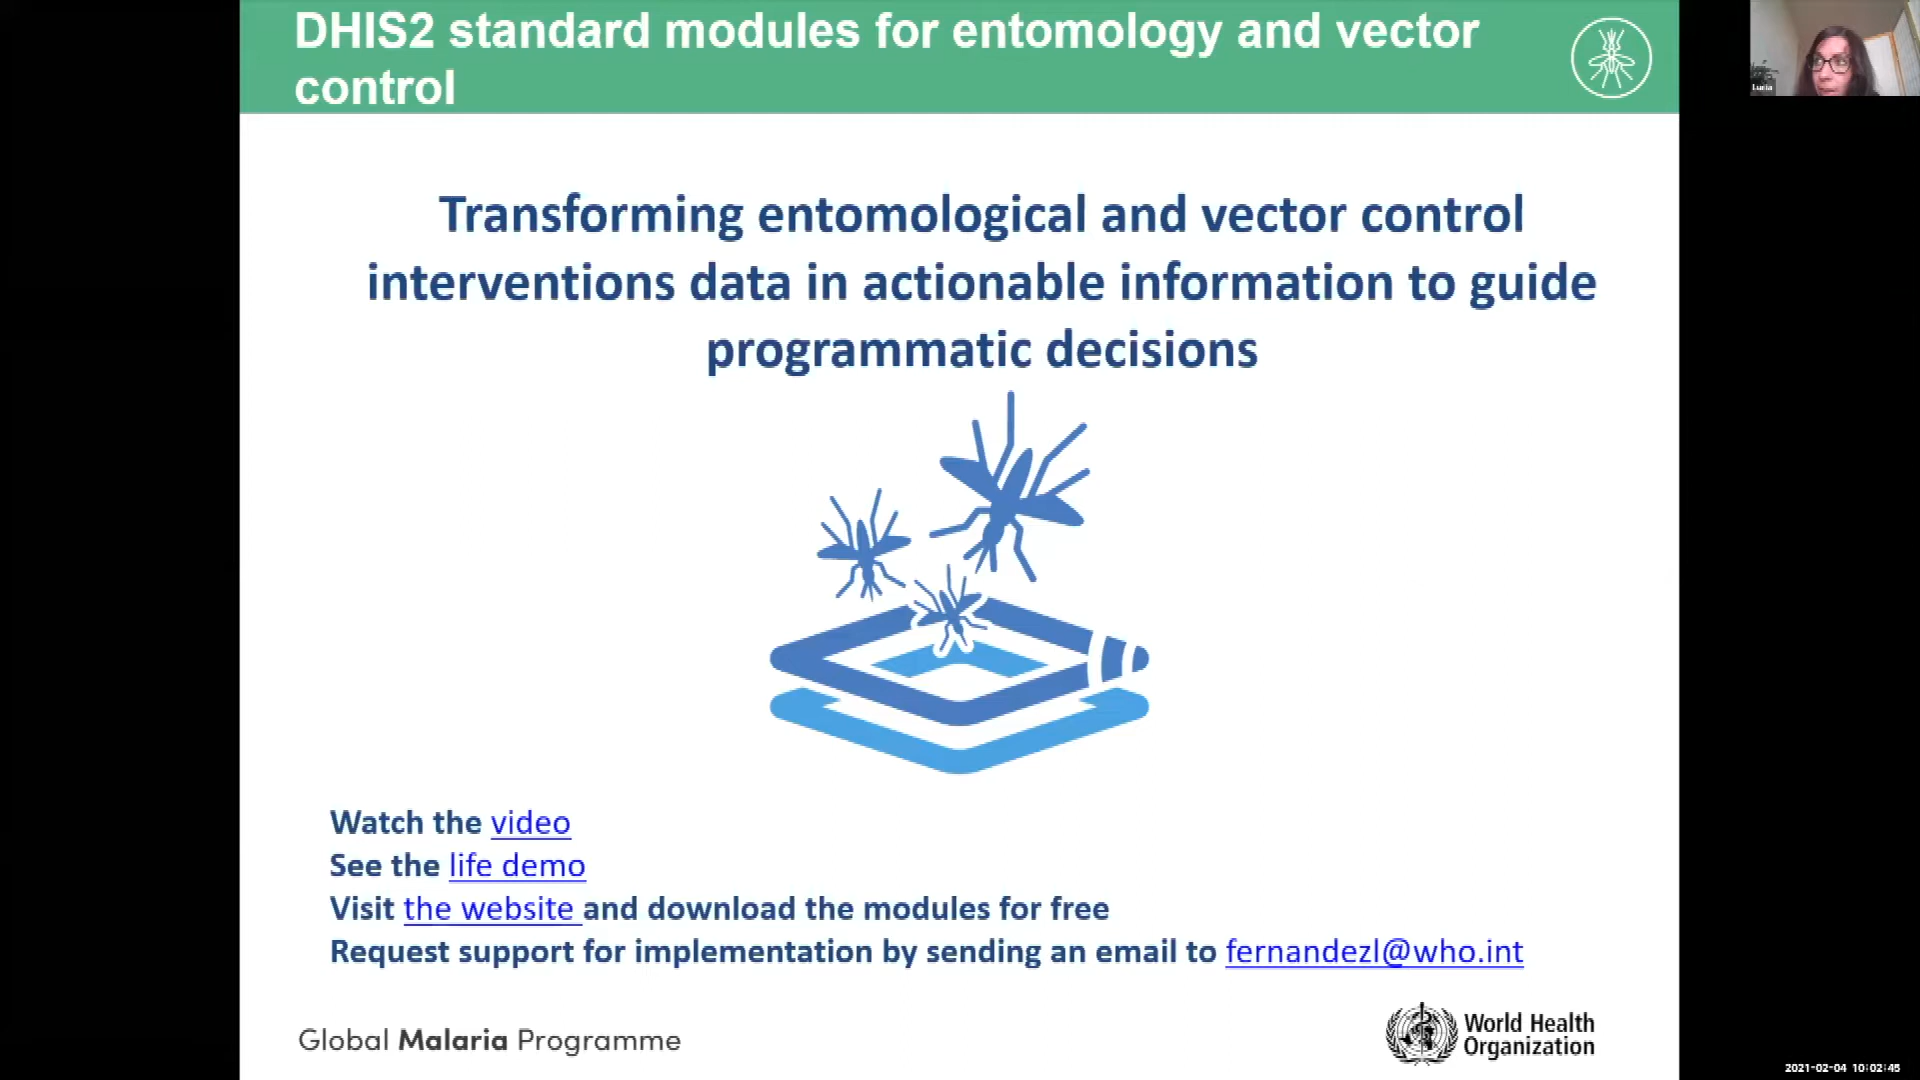 DHIS2 standard modules for entomology and vector
control
Lucia
Transforming entomological and vector control
interventions data in actionable information to guide
programmatic decisions
Watch the video
See the life demo
Visit the website and download the modules for free
Request support for implementation by sending an email to fernandezl@who.int
Global Malaria Programme
World Health
Organization
2021-02-04 10:02:45